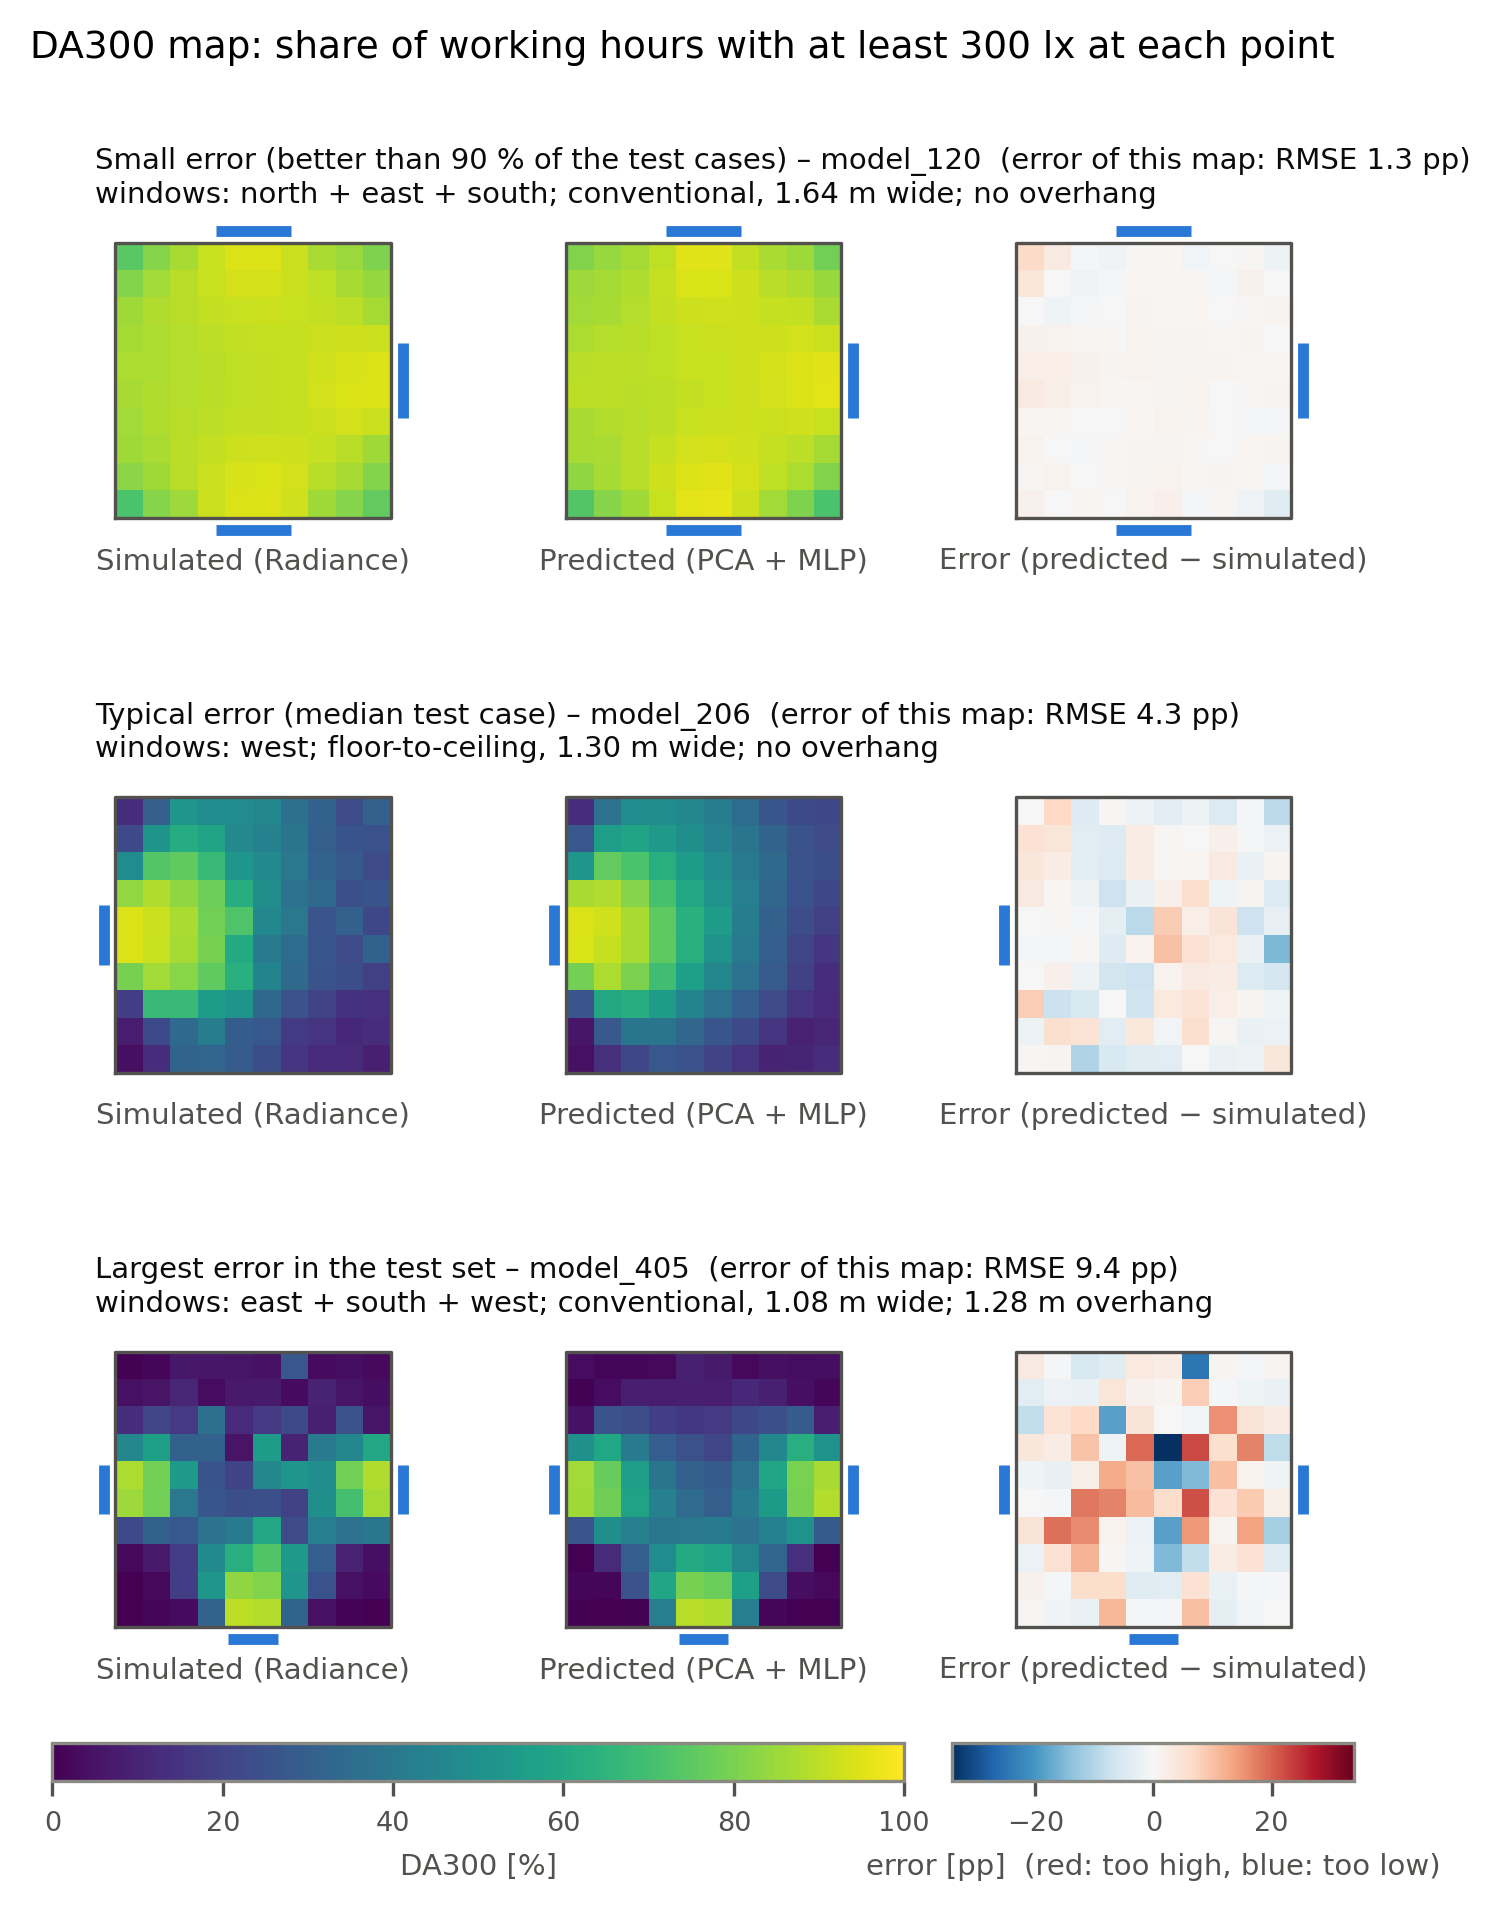 DA300 map: share of working hours with at least 300 lx at each point
Small error (better than 90 % of the test cases) – model_120  (error of this map: RMSE 1.3 pp)
windows: north + east + south; conventional, 1.64 m wide; no overhang
Simulated (Radiance)
Predicted (PCA + MLP)
Error (predicted − simulated)
Typical error (median test case) – model_206  (error of this map: RMSE 4.3 pp)
windows: west; floor-to-ceiling, 1.30 m wide; no overhang
Simulated (Radiance)
Predicted (PCA + MLP)
Error (predicted − simulated)
Largest error in the test set – model_405  (error of this map: RMSE 9.4 pp)
windows: east + south + west; conventional, 1.08 m wide; 1.28 m overhang
Simulated (Radiance)
Predicted (PCA + MLP)
Error (predicted − simulated)
0 20 40 60 80 100
DA300 [%]
−20 0 20
error [pp]  (red: too high, blue: too low)